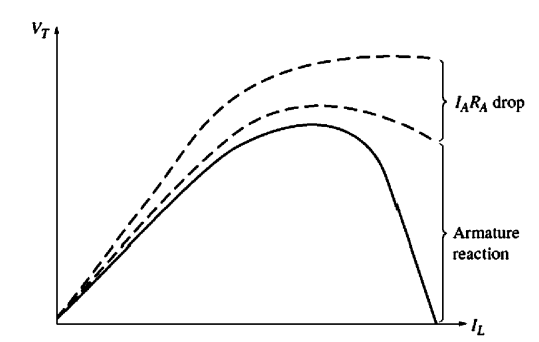 V_T
I_A R_A drop
Armature
reaction
I_L